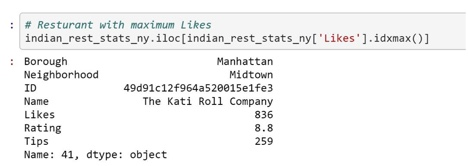 : # Resturant with maximum Likes
indian_rest_stats_ny.iloc[indian_rest_stats_ny['Likes'].idxmax()]
: Borough Manhattan
Neighborhood Midtown
ID 49d91c12f964a520015e1fe3
Name The Kati Roll Company
Likes 836
Rating 8.8
Tips 259
Name: 41, dtype: object